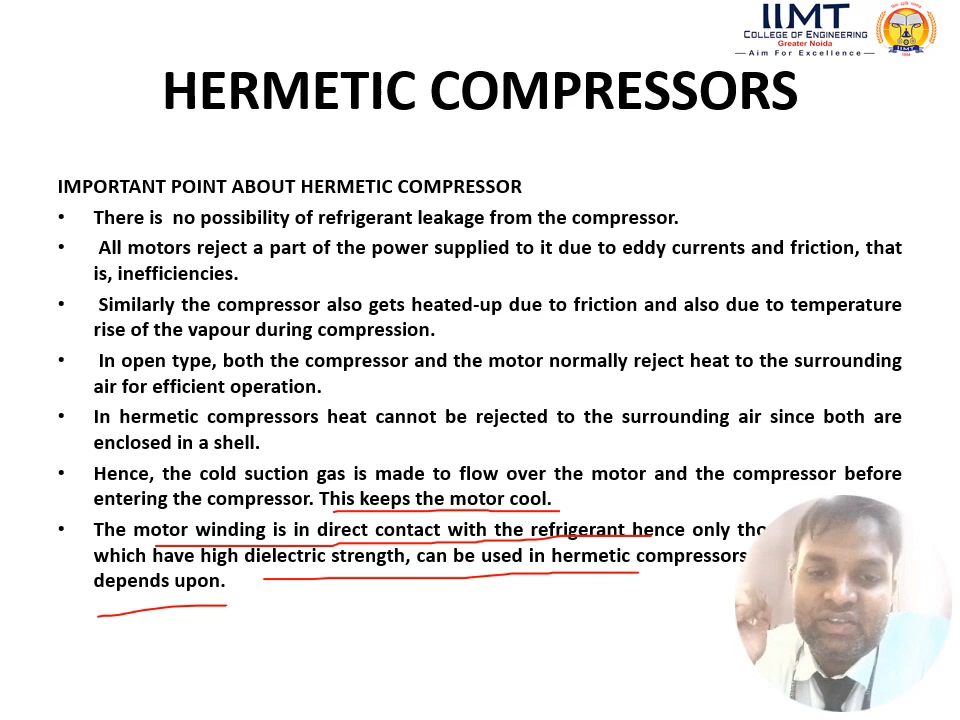 IIMT
COLLEGE OF ENGINEERING
Greater Noida
Aim For Excellence
IIMT
HERMETIC COMPRESSORS
IMPORTANT POINT ABOUT HERMETIC COMPRESSOR
• There is no possibility of refrigerant leakage from the compressor.
• All motors reject a part of the power supplied to it due to eddy currents and friction, that
is, inefficiencies.
• Similarly the compressor also gets heated-up due to friction and also due to temperature
rise of the vapour during compression.
• In open type, both the compressor and the motor normally reject heat to the surrounding
air for efficient operation.
• In hermetic compressors heat cannot be rejected to the surrounding air since both are
enclosed in a shell.
• Hence, the cold suction gas is made to flow over the motor and the compressor before
entering the compressor. This keeps the motor cool.
• The motor winding is in direct contact with the refrigerant hence only
which have high dielectric strength, can be used in hermetic compressors
depends upon.